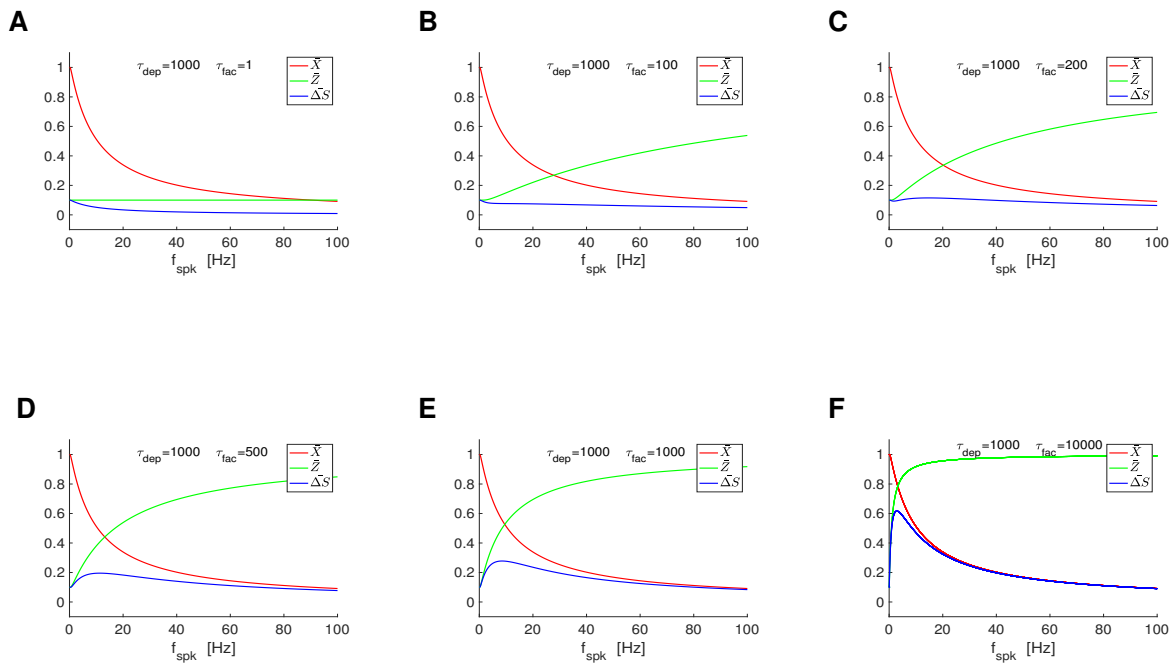 A
τdep=1000 τfac=1
X̄
Z̄
Δ̄S
1
0.8
0.6
0.4
0.2
0
0 20 40 60 80 100
fspk [Hz]
B
τdep=1000 τfac=100
X̄
Z̄
Δ̄S
1
0.8
0.6
0.4
0.2
0
0 20 40 60 80 100
fspk [Hz]
C
τdep=1000 τfac=200
X̄
Z̄
Δ̄S
1
0.8
0.6
0.4
0.2
0
0 20 40 60 80 100
fspk [Hz]
D
τdep=1000 τfac=500
X̄
Z̄
Δ̄S
1
0.8
0.6
0.4
0.2
0
0 20 40 60 80 100
fspk [Hz]
E
τdep=1000 τfac=1000
X̄
Z̄
Δ̄S
1
0.8
0.6
0.4
0.2
0
0 20 40 60 80 100
fspk [Hz]
F
τdep=1000 τfac=10000
X̄
Z̄
Δ̄S
1
0.8
0.6
0.4
0.2
0
0 20 40 60 80 100
fspk [Hz]